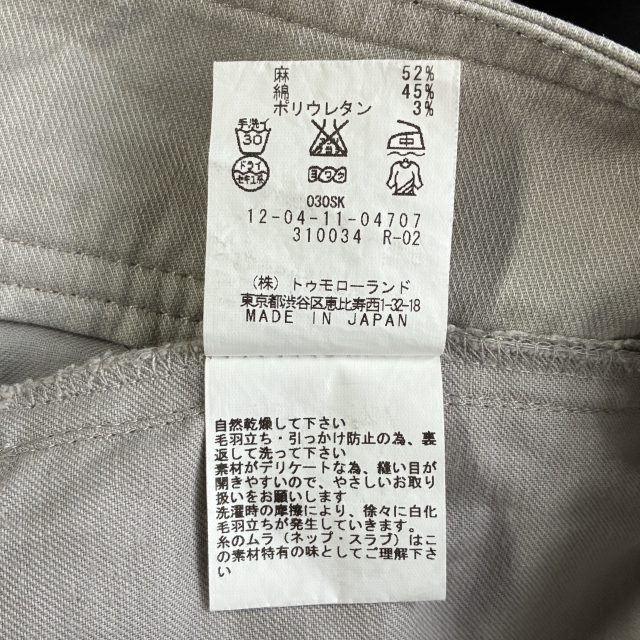 麻 52%
綿 45%
ポリウレタン 3%
手洗イ
30
エンソサラシ
ドライ
セキユ系
ヨワク
030SK
12-04-11-04707
310034 R-02
(株) トゥモローランド
東京都渋谷区恵比寿西1-32-18
MADE IN JAPAN
自然乾燥して下さい
毛羽立ち・引っかけ防止の為、裏
返して洗って下さい
素材がデリケートな為、縫い目が
開きやすいので、やさしいお取り
扱いをお願いします
洗濯時の摩擦により、徐々に白化
毛羽立ちが発生していきます。
糸のムラ（ネップ・スラブ）はこ
の素材特有の味としてご理解下さ
い